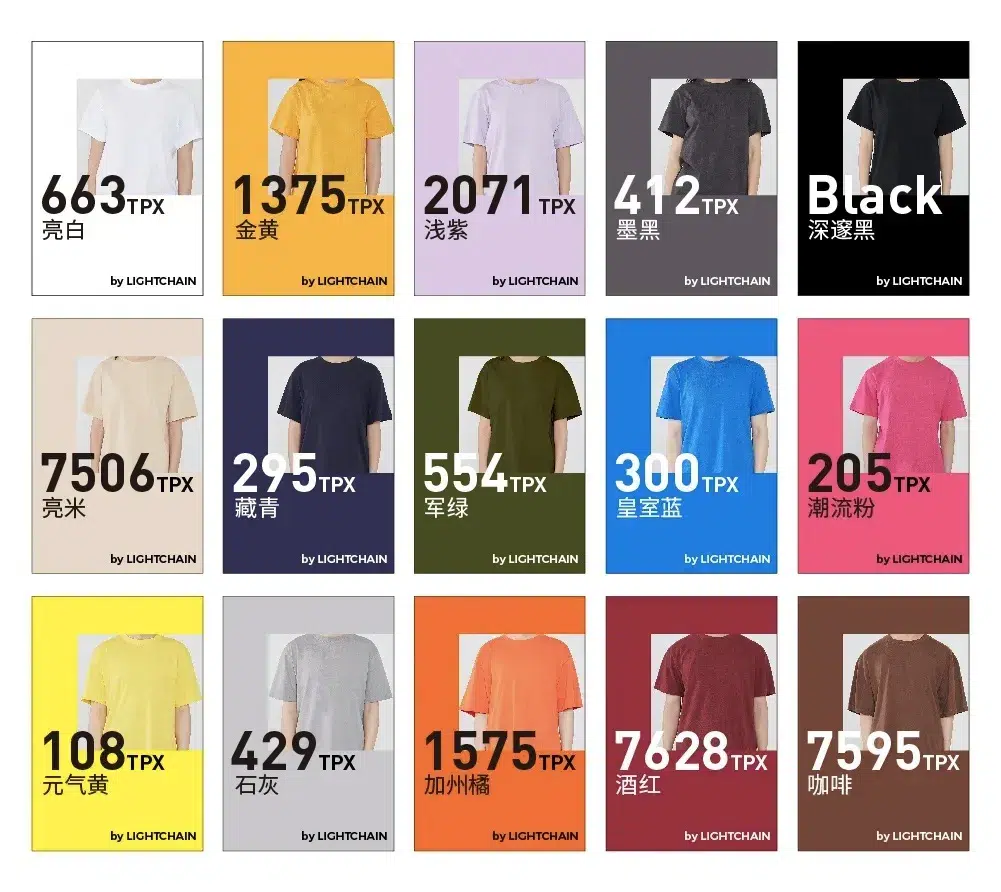 663TPX
亮白
by LIGHTCHAIN
1375TPX
金黄
by LIGHTCHAIN
2071TPX
浅紫
by LIGHTCHAIN
412TPX
墨黑
by LIGHTCHAIN
Black
深邃黑
by LIGHTCHAIN
7506TPX
亮米
by LIGHTCHAIN
295TPX
藏青
by LIGHTCHAIN
554TPX
军绿
by LIGHTCHAIN
300TPX
皇室蓝
by LIGHTCHAIN
205TPX
潮流粉
by LIGHTCHAIN
108TPX
元气黄
by LIGHTCHAIN
429TPX
石灰
by LIGHTCHAIN
1575TPX
加州橘
by LIGHTCHAIN
7628TPX
酒红
by LIGHTCHAIN
7595TPX
咖啡
by LIGHTCHAIN